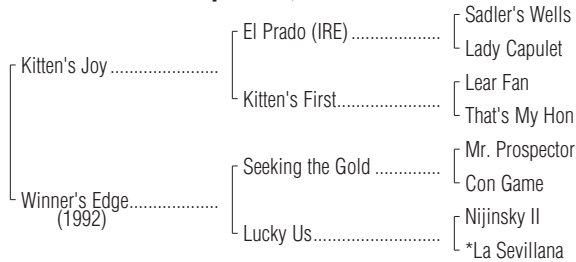 Sadler's Wells
El Prado (IRE) ....................
Lady Capulet
Kitten's Joy ........................
Lear Fan
Kitten's First.......................
That's My Hon
Mr. Prospector
Seeking the Gold ...............
Con Game
Winner's Edge....................
(1992)
Nijinsky II
Lucky Us............................
*La Sevillana